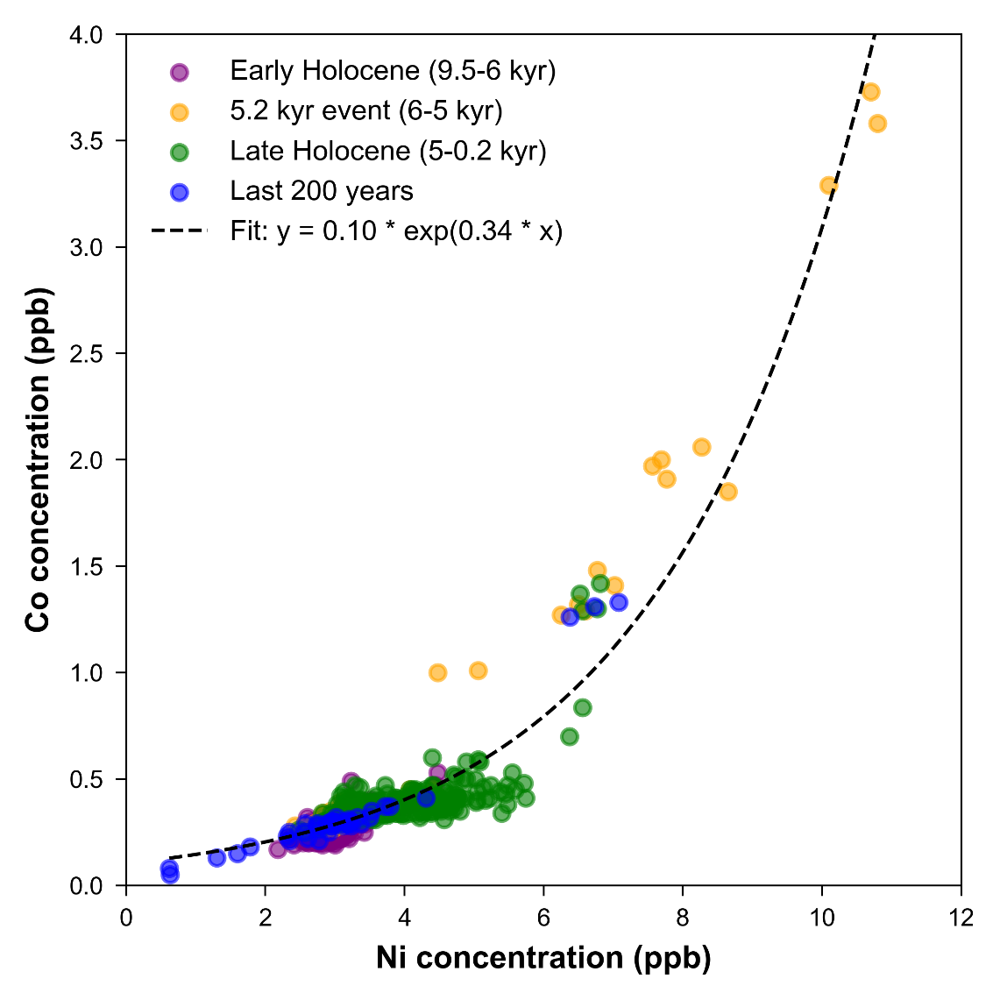 4.0
3.5
3.0
2.5
2.0
1.5
1.0
0.5
0.0
Co concentration (ppb)
Early Holocene (9.5-6 kyr)
5.2 kyr event (6-5 kyr)
Late Holocene (5-0.2 kyr)
Last 200 years
Fit: y = 0.10 * exp(0.34 * x)
0 2 4 6 8 10 12
Ni concentration (ppb)